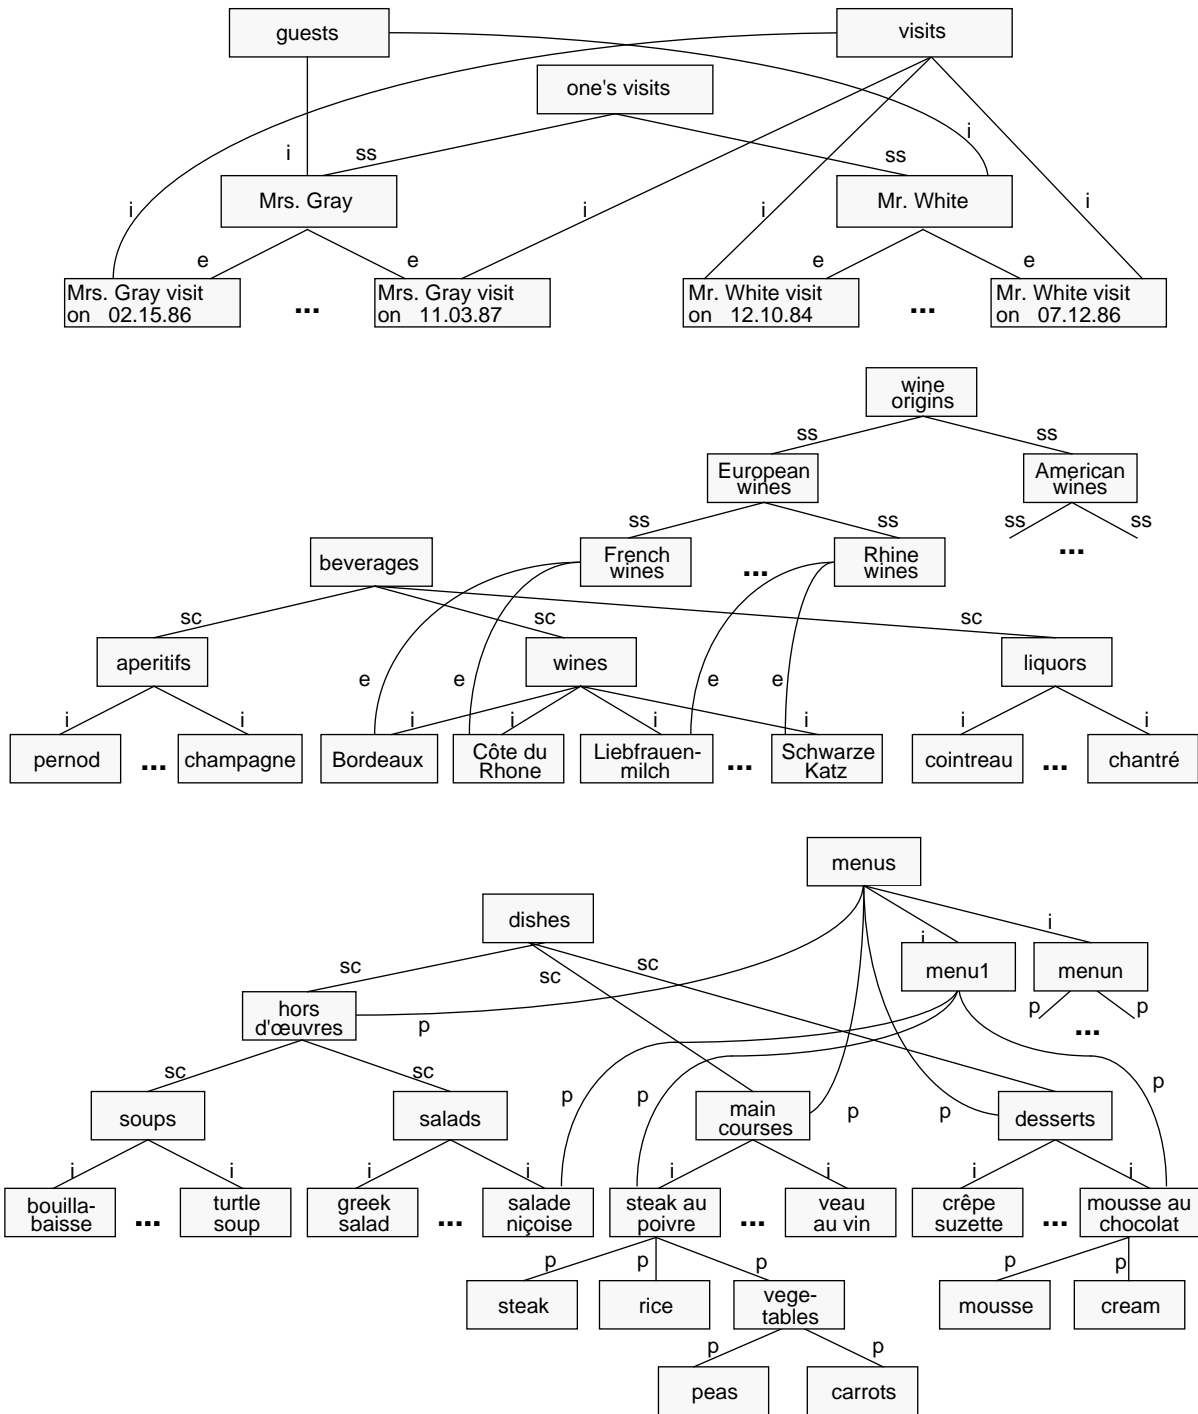 guests
visits
one's visits
i
ss
ss
i
Mrs. Gray
Mr. White
i
i
i
i
e
e
e
e
Mrs. Gray visit
on 02.15.86
...
Mrs. Gray visit
on 11.03.87
Mr. White visit
on 12.10.84
...
Mr. White visit
on 07.12.86
wine
origins
ss
ss
European
wines
American
wines
ss
ss
ss
ss
beverages
French
wines
...
Rhine
wines
...
sc
sc
sc
aperitifs
wines
liquors
e
e
e
e
i
i
i
i
i
i
i
i
pernod
...
champagne
Bordeaux
Côte du
Rhone
Liebfrauen-
milch
...
Schwarze
Katz
cointreau
...
chantré
menus
dishes
i
i
sc
sc
sc
menu1
menun
hors
d'œuvres
p
p
p
...
sc
sc
soups
salads
p
p
main
courses
p
p
desserts
p
i
i
i
i
i
i
i
i
bouilla-
baisse
...
turtle
soup
greek
salad
...
salade
niçoise
steak au
poivre
...
veau
au vin
crêpe
suzette
...
mousse au
chocolat
p
p
p
p
p
steak
rice
vege-
tables
mousse
cream
p
p
peas
carrots